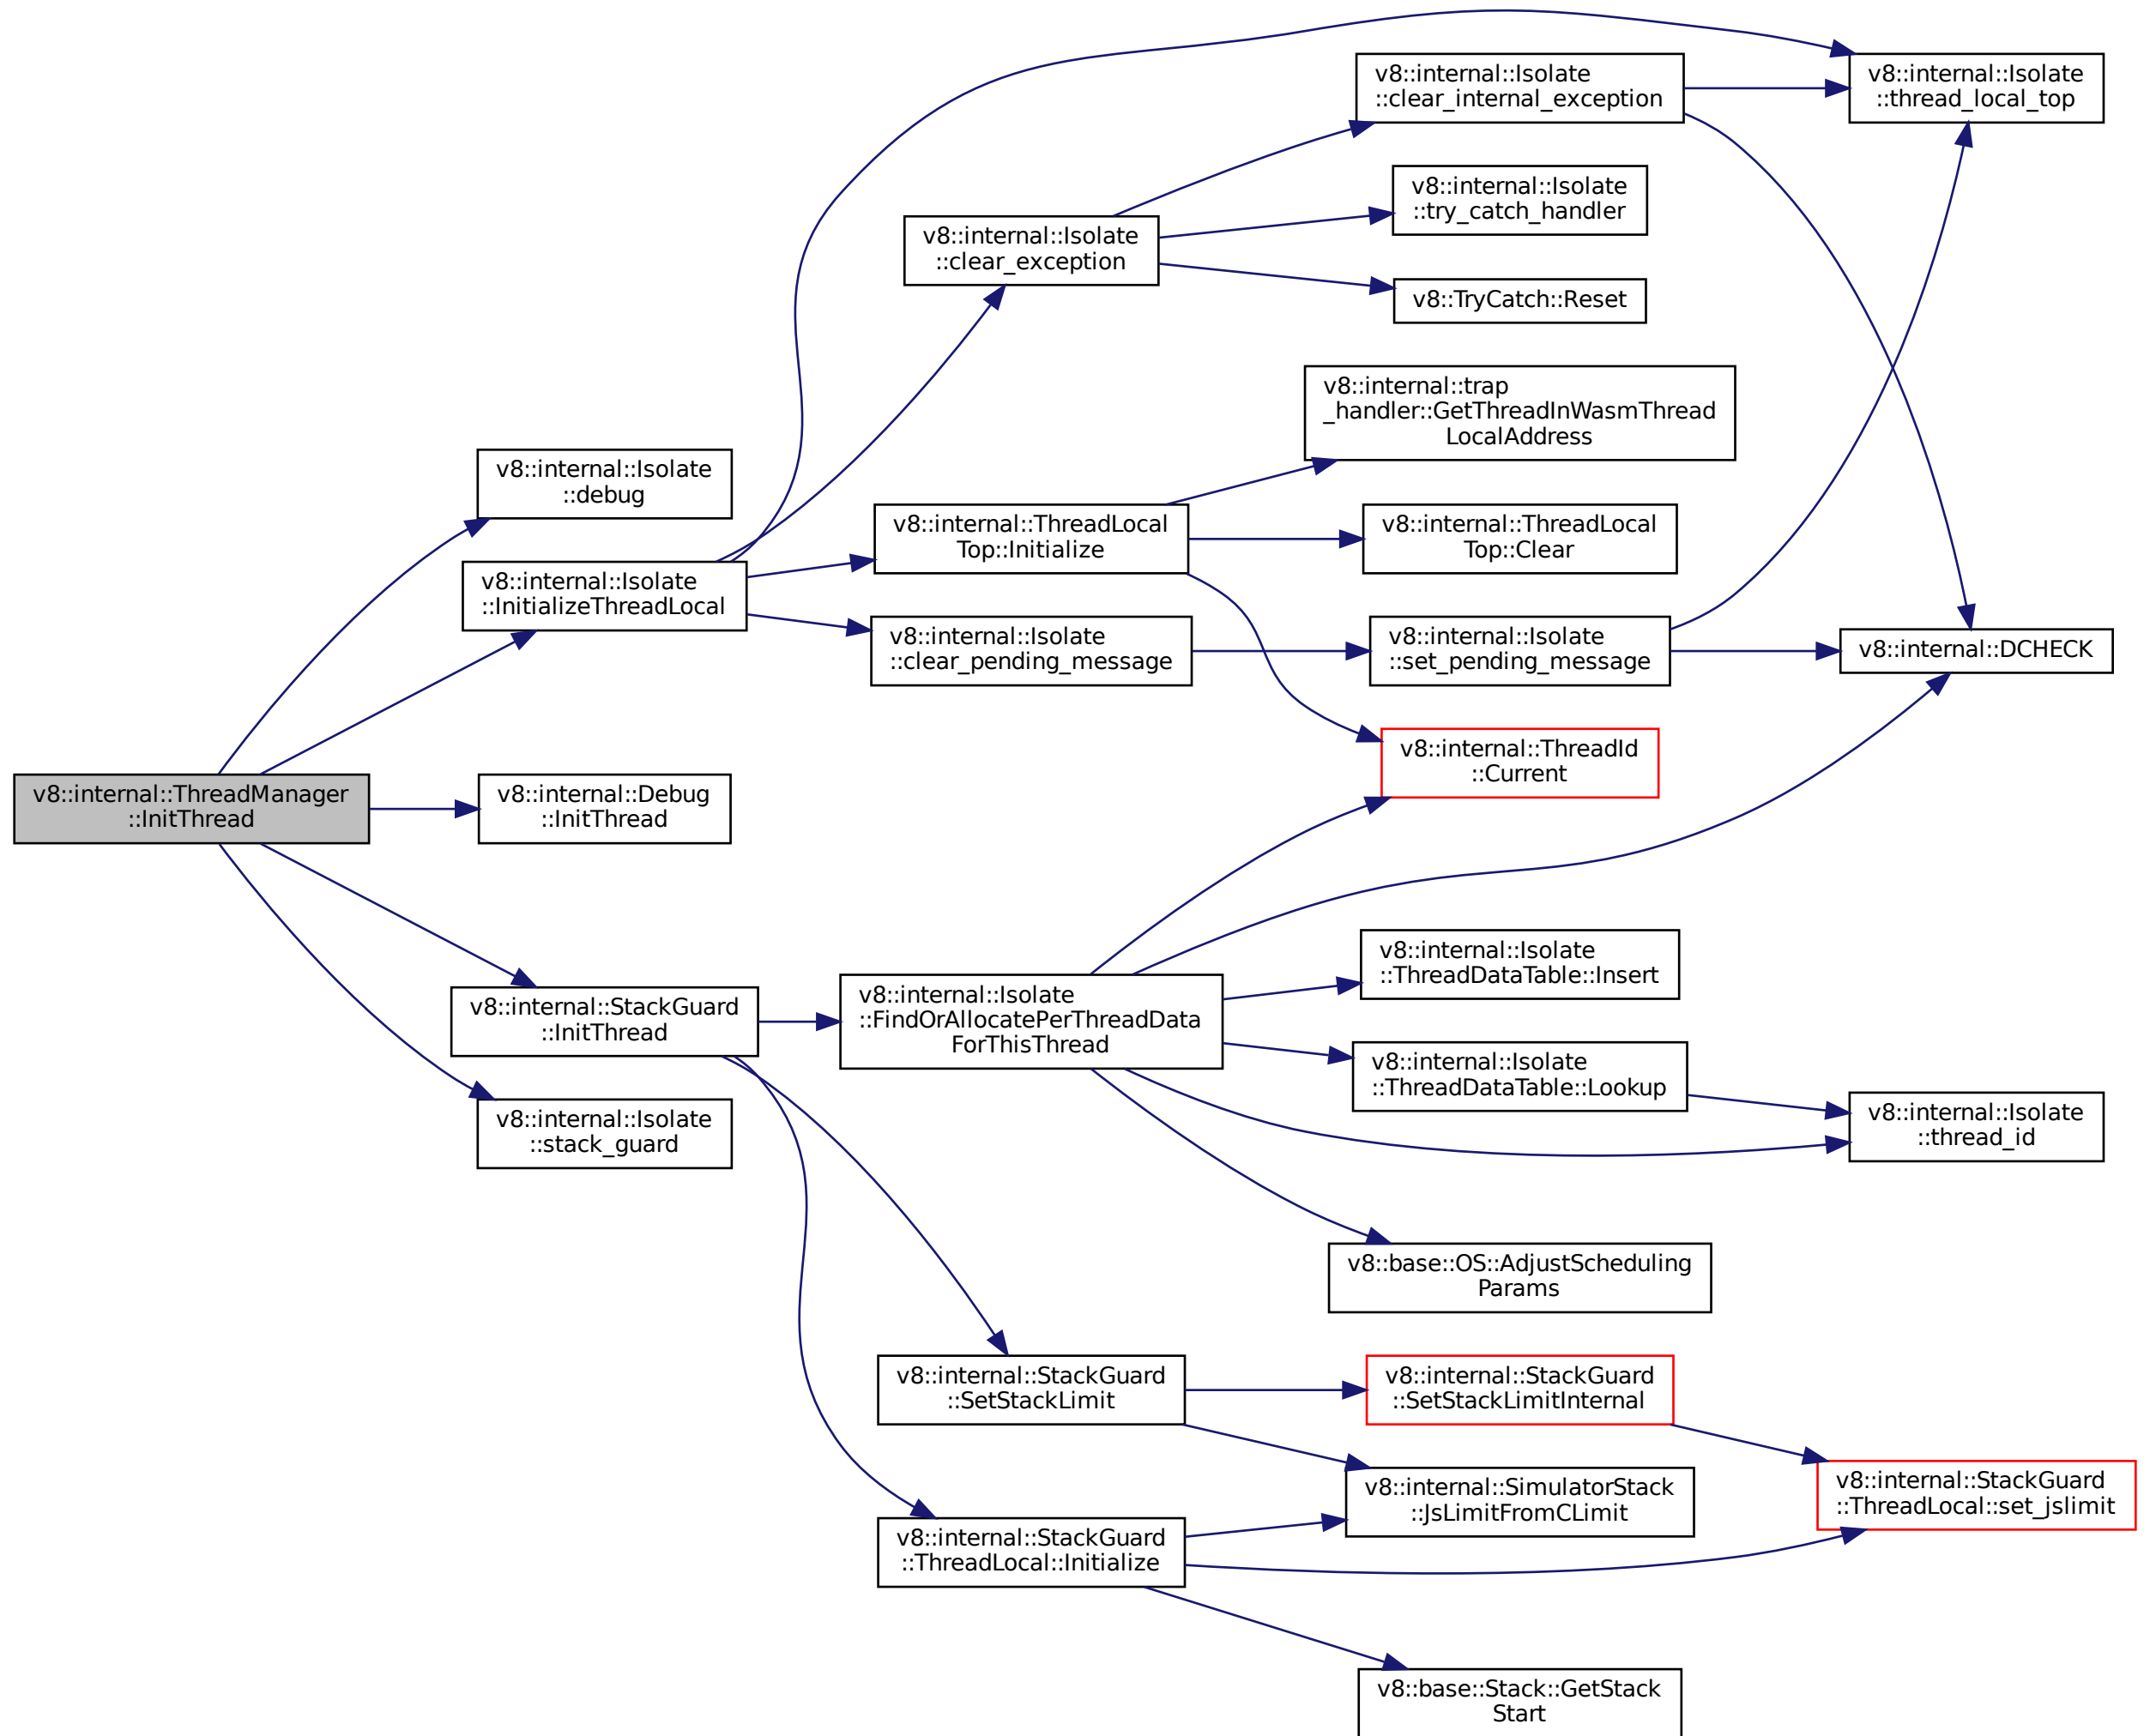 v8::internal::ThreadManager
::InitThread
v8::internal::Isolate
::debug
v8::internal::Isolate
::InitializeThreadLocal
v8::internal::Debug
::InitThread
v8::internal::StackGuard
::InitThread
v8::internal::Isolate
::stack_guard
v8::internal::Isolate
::clear_exception
v8::internal::ThreadLocal
Top::Initialize
v8::internal::Isolate
::clear_pending_message
v8::internal::Isolate
::FindOrAllocatePerThreadData
ForThisThread
v8::internal::StackGuard
::SetStackLimit
v8::internal::StackGuard
::ThreadLocal::Initialize
v8::internal::Isolate
::clear_internal_exception
v8::internal::Isolate
::try_catch_handler
v8::TryCatch::Reset
v8::internal::trap
_handler::GetThreadInWasmThread
LocalAddress
v8::internal::ThreadLocal
Top::Clear
v8::internal::Isolate
::set_pending_message
v8::internal::ThreadId
::Current
v8::internal::Isolate
::ThreadDataTable::Insert
v8::internal::Isolate
::ThreadDataTable::Lookup
v8::base::OS::AdjustScheduling
Params
v8::internal::StackGuard
::SetStackLimitInternal
v8::internal::SimulatorStack
::JsLimitFromCLimit
v8::base::Stack::GetStack
Start
v8::internal::Isolate
::thread_local_top
v8::internal::DCHECK
v8::internal::Isolate
::thread_id
v8::internal::StackGuard
::ThreadLocal::set_jslimit